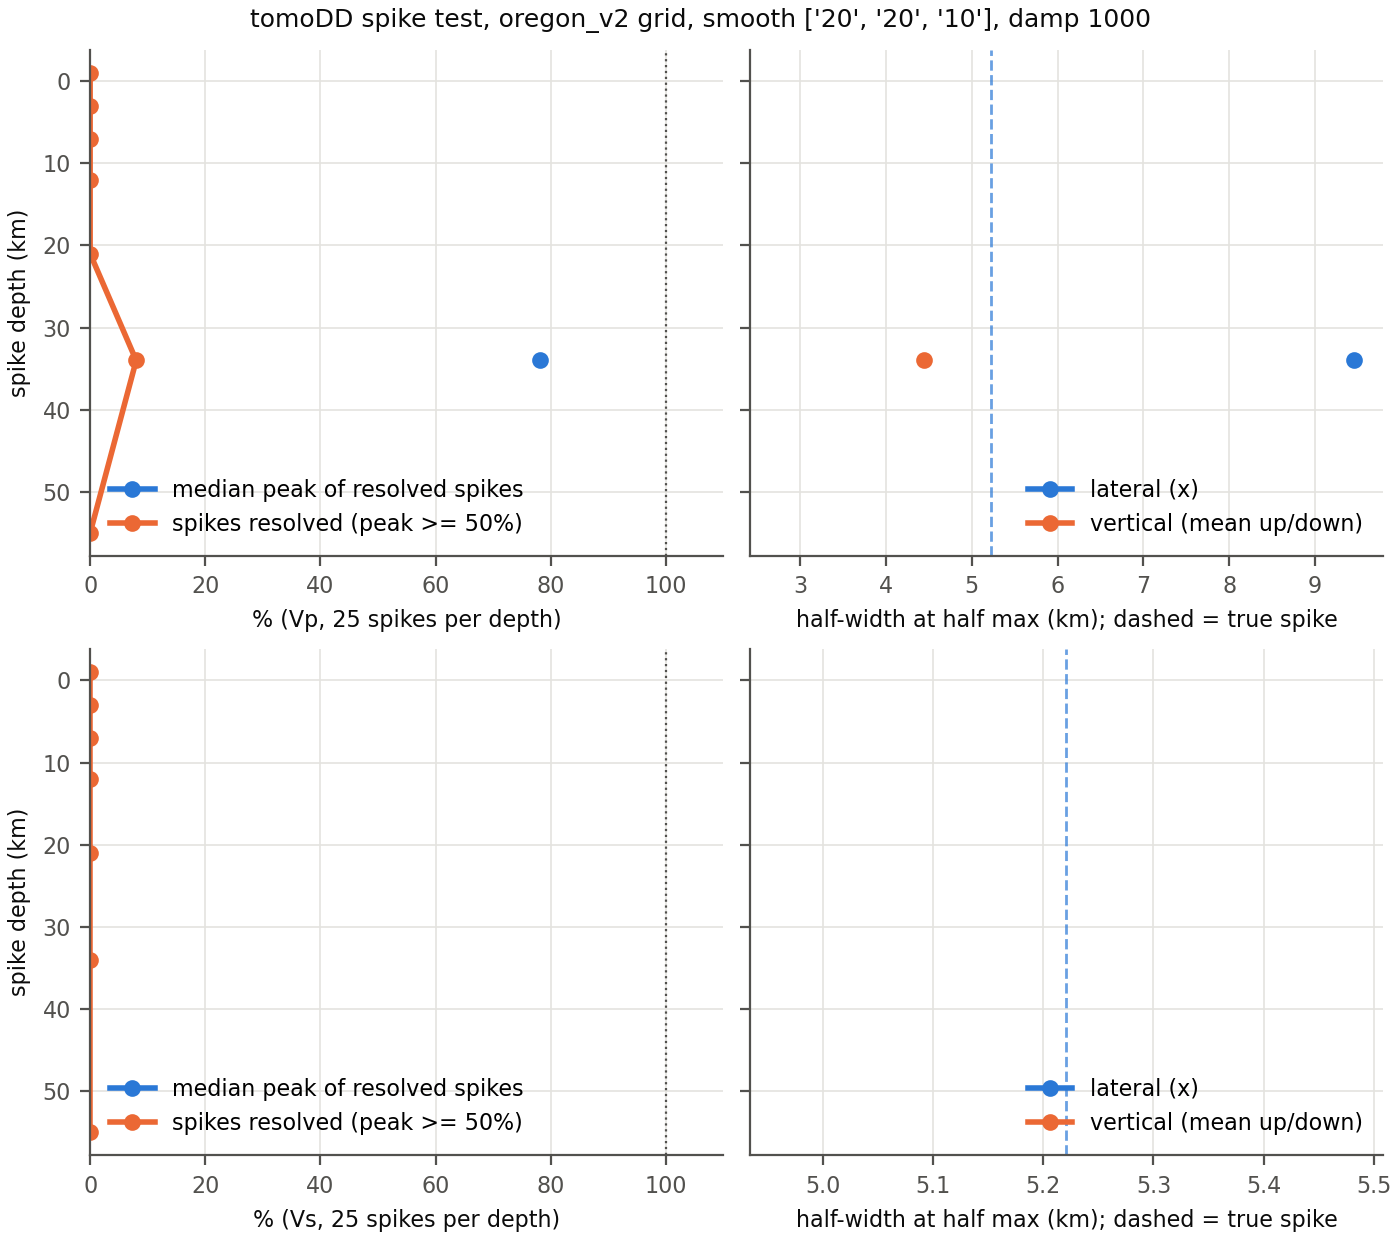 tomoDD spike test, oregon_v2 grid, smooth ['20', '20', '10'], damp 1000
spike depth (km)
0
10
20
30
40
50
median peak of resolved spikes
spikes resolved (peak >= 50%)
0 20 40 60 80 100
% (Vp, 25 spikes per depth)
lateral (x)
vertical (mean up/down)
3 4 5 6 7 8 9
half-width at half max (km); dashed = true spike
spike depth (km)
0
10
20
30
40
50
median peak of resolved spikes
spikes resolved (peak >= 50%)
0 20 40 60 80 100
% (Vs, 25 spikes per depth)
lateral (x)
vertical (mean up/down)
5.0 5.1 5.2 5.3 5.4 5.5
half-width at half max (km); dashed = true spike